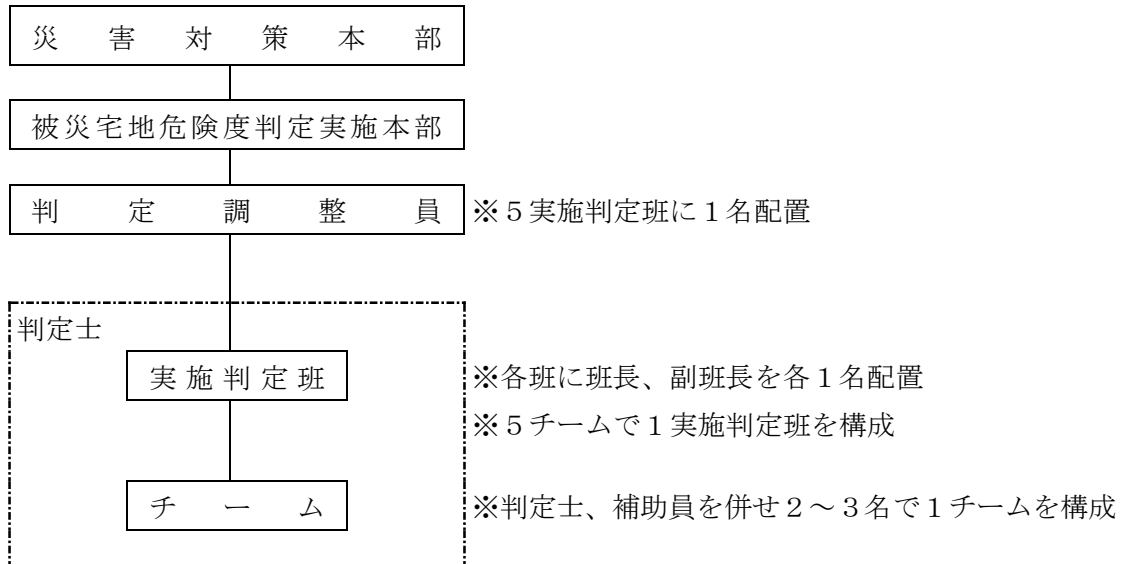 災害対策本部
被災宅地危険度判定実施本部
判定調整員 ※５実施判定班に１名配置
判定士
実施判定班 ※各班に班長、副班長を各１名配置
※５チームで１実施判定班を構成
チーム ※判定士、補助員を併せ２～３名で１チームを構成